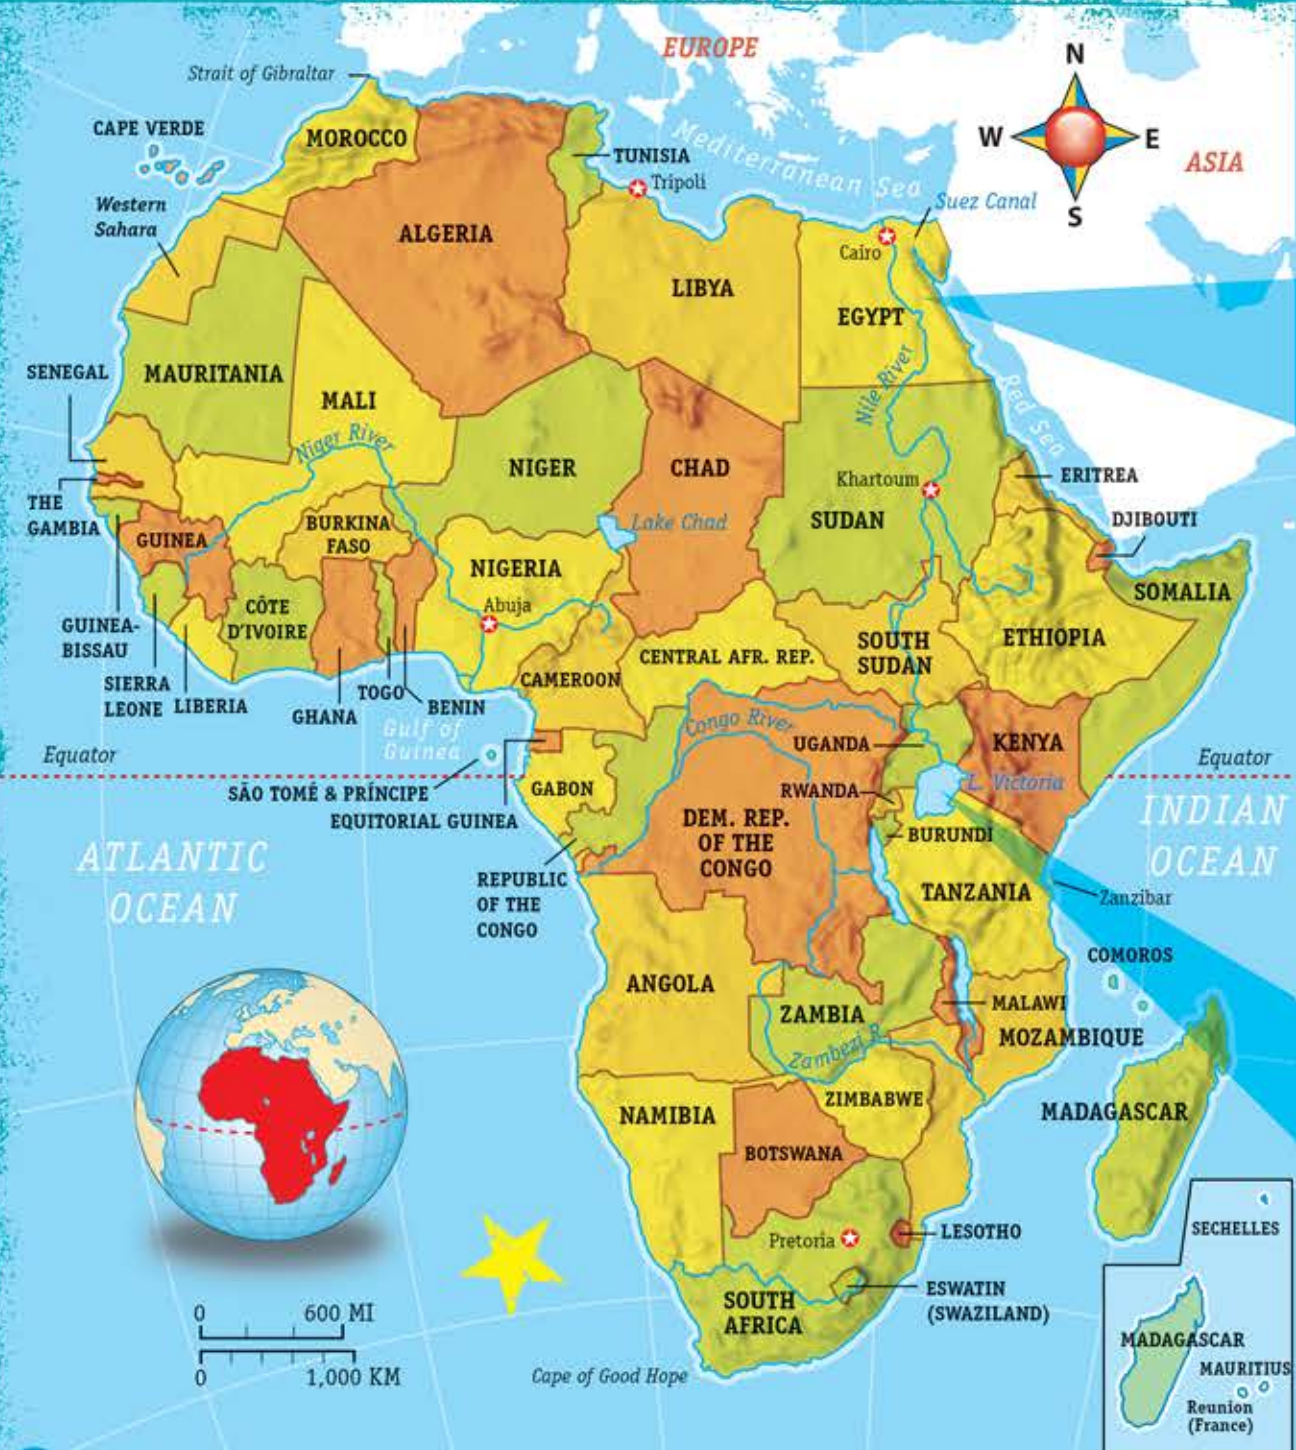 EUROPE
Strait of Gibraltar
N
W
E
S
ASIA
CAPE VERDE
MOROCCO
TUNISIA
Mediterranean Sea
Tripoli
Suez Canal
Western
Sahara
ALGERIA
Cairo
LIBYA
EGYPT
SENEGAL
MAURITANIA
MALI
Nile River
Red Sea
Niger River
NIGER
CHAD
Khartoum
ERITREA
THE
GAMBIA
GUINEA
BURKINA
FASO
Lake Chad
SUDAN
DJIBOUTI
NIGERIA
SOMALIA
CÔTE
D'IVOIRE
Abuja
GUINEA-
BISSAU
SOUTH
SUDAN
ETHIOPIA
CENTRAL AFR. REP.
CAMEROON
SIERRA
LEONE
LIBERIA
GHANA
TOGO
BENIN
Gulf of
Guinea
Congo River
UGANDA
KENYA
Equator
Equator
SÃO TOMÉ & PRÍNCIPE
GABON
RWANDA
L. Victoria
EQUITORIAL GUINEA
DEM. REP.
OF THE
CONGO
BURUNDI
INDIAN
OCEAN
ATLANTIC
OCEAN
REPUBLIC
OF THE
CONGO
TANZANIA
Zanzibar
COMOROS
ANGOLA
ZAMBIA
MALAWI
MOZAMBIQUE
Zambezi R.
ZIMBABWE
MADAGASCAR
NAMIBIA
BOTSWANA
Pretoria
LESOTHO
SECHELLES
ESWATIN
(SWAZILAND)
SOUTH
AFRICA
0 600 MI
0 1,000 KM
Cape of Good Hope
MADAGASCAR
MAURITIUS
Reunion
(France)